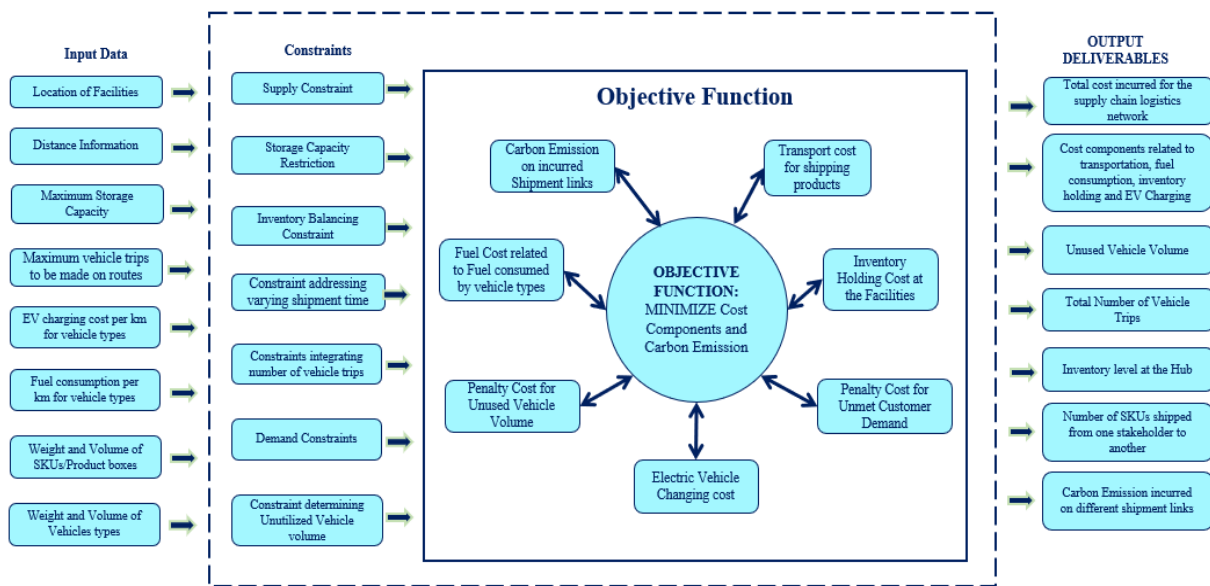 Input Data
Location of Facilities
Distance Information
Maximum Storage
Capacity
Maximum vehicle trips
to be made on routes
EV charging cost per km
for vehicle types
Fuel consumption per
km for vehicle types
Weight and Volume of
SKUs/Product boxes
Weight and Volume of
Vehicles types
Constraints
Supply Constraint
Storage Capacity
Restriction
Inventory Balancing
Constraint
Constraint addressing
varying shipment time
Constraints integrating
number of vehicle trips
Demand Constraints
Constraint determining
Unutilized Vehicle
volume
Objective Function
Carbon Emission
on incurred
Shipment links
Transport cost
for shipping
products
Fuel Cost related
to Fuel consumed
by vehicle types
OBJECTIVE
FUNCTION:
MINIMIZE Cost
Components and
Carbon Emission
Inventory
Holding Cost at
the Facilities
Penalty Cost for
Unused Vehicle
Volume
Penalty Cost for
Unmet Customer
Demand
Electric Vehicle
Changing cost
OUTPUT
DELIVERABLES
Total cost incurred for the
supply chain logistics
network
Cost components related to
transportation, fuel
consumption, inventory
holding and EV Charging
Unused Vehicle Volume
Total Number of Vehicle
Trips
Inventory level at the Hub
Number of SKUs shipped
from one stakeholder to
another
Carbon Emission incurred
on different shipment links